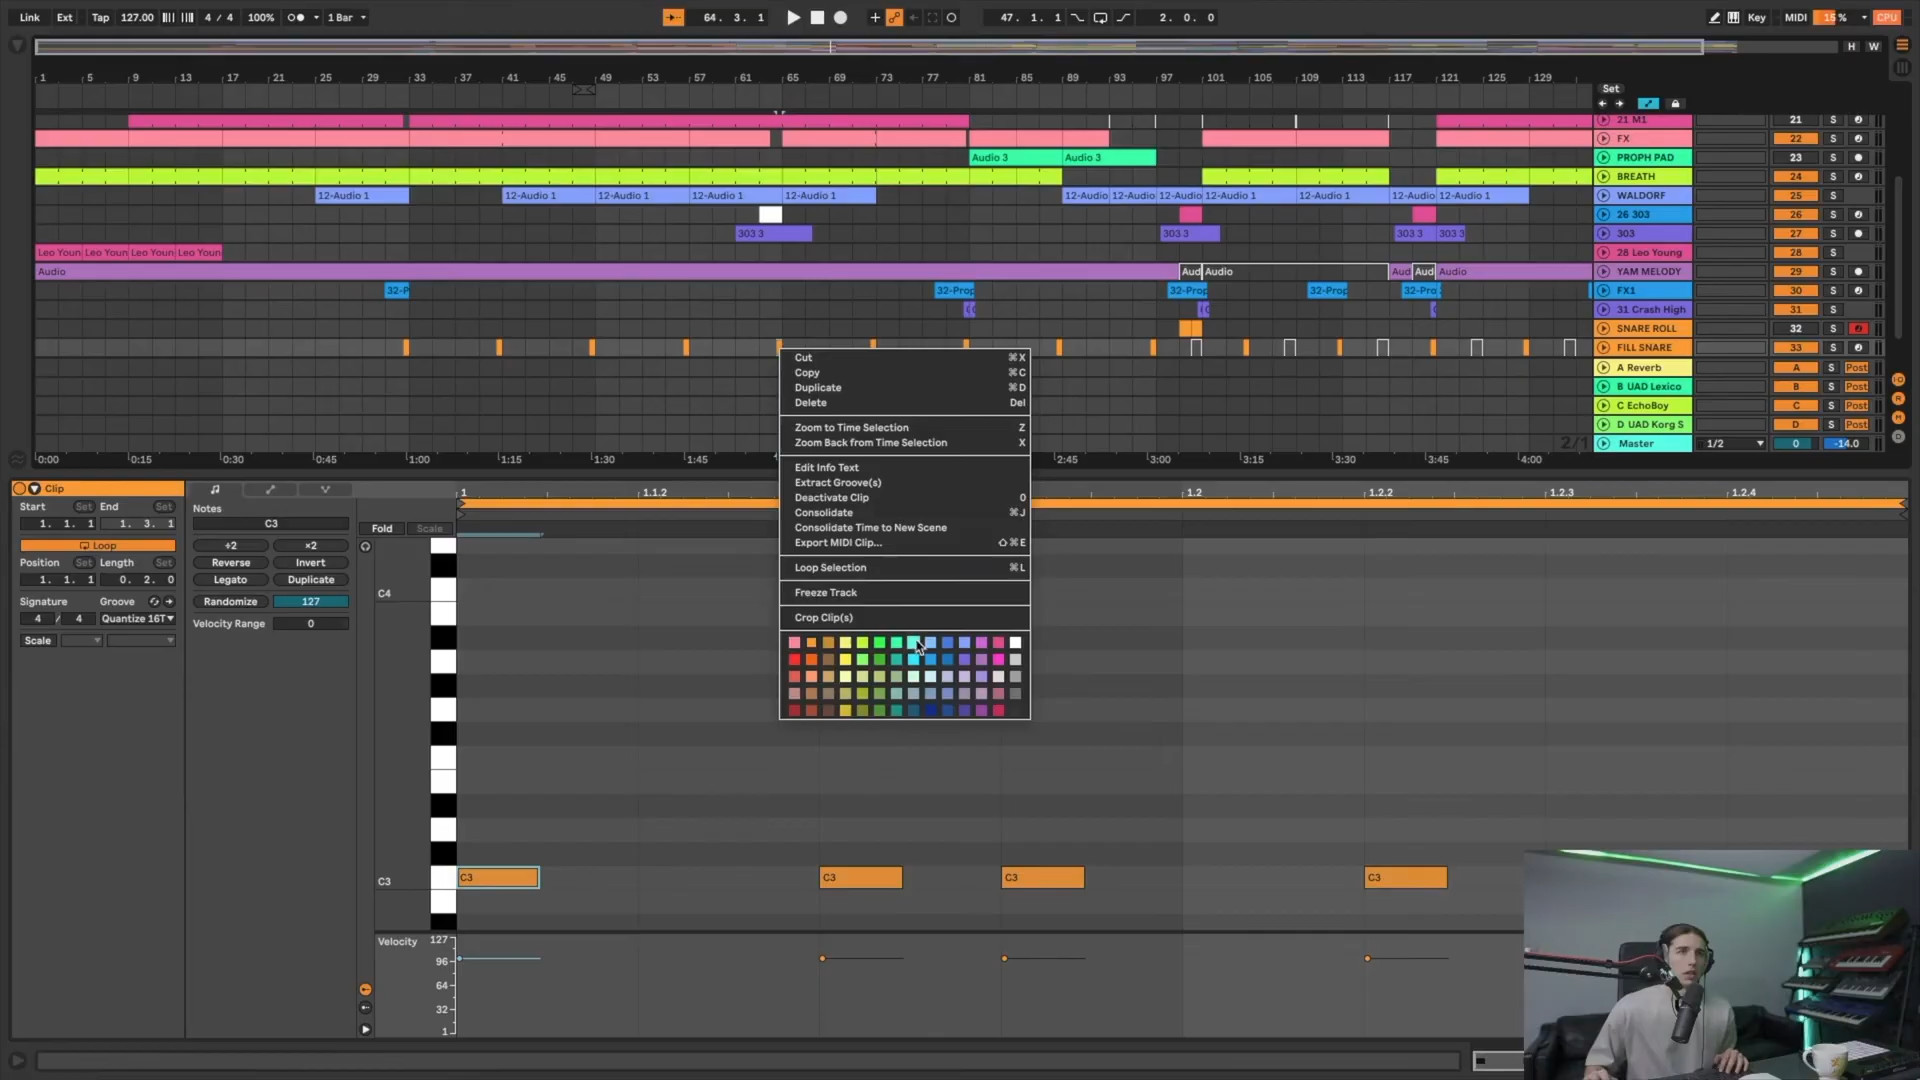 Link Ext Tap 127.00 4 / 4 100% 1 Bar 64. 3. 1 47. 1. 1 2. 0. 0 Key MIDI 15 % CPU
H W
1 5 9 13 17 21 25 29 33 37 41 45 49 53 57 61 65 69 73 77 81 85 89 93 97 101 105 109 113 117 121 125 129
Set
21 M1 21 S
FX 22 S
Audio 3 Audio 3 PROPH PAD 23 S
BREATH 24 S
12-Audio 1 12-Audio 1 12-Audio 1 12-Audio 1 12-Audio 1 12-Audio 12-Audio 12-Audio 12-Audio 1 12-Audio 1 12-Audio 12-Audio 1 WALDORF 25 S
26 303 26 S
303 3 303 3 303 3 303 3 303 27 S
Leo Youn Leo Youn Leo Youn Leo Youn 28 Leo Young 28 S
Audio Aud Audio Aud Aud Audio YAM MELODY 29 S
32-P 32-Prop 32-Prop 32-Prop 32-Pro FX1 30 S
31 Crash High 31 S
SNARE ROLL 32 S
FILL SNARE 33 S
A Reverb A S Post
B UAD Lexico B S Post
C EchoBoy C S Post
D UAD Korg S D S Post
2/1 Master 1/2 0 -14.0
0:00 0:15 0:30 0:45 1:00 1:15 1:30 1:45 2:45 3:00 3:15 3:30 3:45 4:00
Cut ⌘X
Copy ⌘C
Duplicate ⌘D
Delete Del
Zoom to Time Selection Z
Zoom Back from Time Selection X
Edit Info Text
Extract Groove(s)
Deactivate Clip 0
Consolidate ⌘J
Consolidate Time to New Scene
Export MIDI Clip... ⇧⌘E
Loop Selection ⌘L
Freeze Track
Crop Clip(s)
Clip
Start Set End Set
1. 1. 1 1. 3. 1
Loop
Position Set Length Set
1. 1. 1 0. 2. 0
Signature Groove
4 / 4 Quantize 16T
Scale
Notes
C3
÷2 ×2
Reverse Invert
Legato Duplicate
Randomize 127
Velocity Range 0
Fold Scale
1 1.1.2 1.2 1.2.2 1.2.3 1.2.4
C4
C3 C3 C3 C3 C3
Velocity 127
96
64
32
1